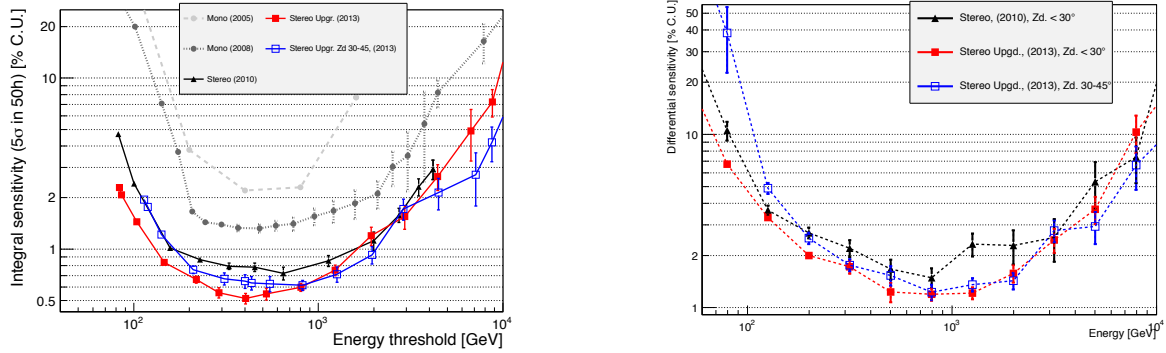 Integral sensitivity (5σ in 50h) [% C.U.]
Mono (2005)
Stereo Upgr. (2013)
Mono (2008)
Stereo Upgr. Zd 30-45, (2013)
Stereo (2010)
10
2
1
0.5
10²
10³
10⁴
Energy threshold [GeV]
Differential sensitivity [% C.U.]
Stereo, (2010), Zd. < 30°
Stereo Upgd., (2013), Zd. < 30°
Stereo Upgd., (2013), Zd. 30-45°
50
40
30
20
10
5
4
3
2
1
10²
10³
10⁴
Energy [GeV]